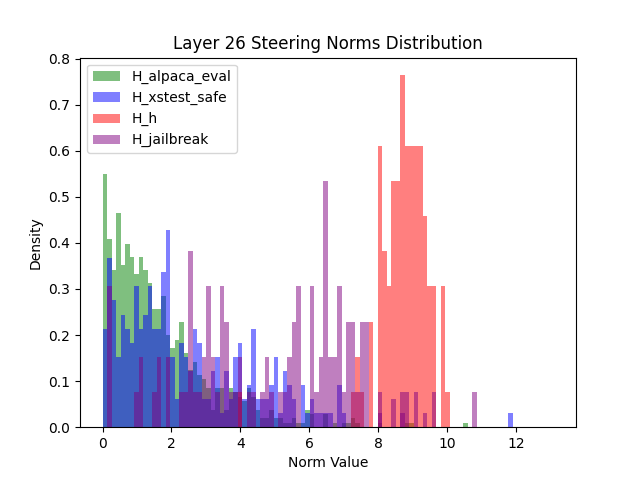 Layer 26 Steering Norms Distribution
H_alpaca_eval
H_xstest_safe
H_h
H_jailbreak
Density
0.8
0.7
0.6
0.5
0.4
0.3
0.2
0.1
0.0
0 2 4 6 8 10 12
Norm Value